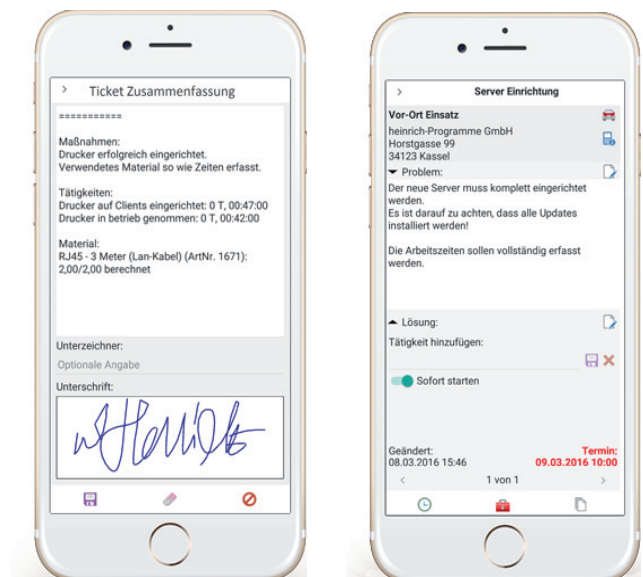 Ticket Zusammenfassung
===========
Maßnahmen:
Drucker erfolgreich eingerichtet.
Verwendetes Material so wie Zeiten erfasst.
Tätigkeiten:
Drucker auf Clients eingerichtet: 0 T, 00:47:00
Drucker in betrieb genommen: 0 T, 00:42:00
Material:
RJ45 - 3 Meter (Lan-Kabel) (ArtNr. 1671):
2,00/2,00 berechnet
Unterzeichner:
Optionale Angabe
Unterschrift:
Server Einrichtung
Vor-Ort Einsatz
heinrich-Programme GmbH
Horstgasse 99
34123 Kassel
Problem:
Der neue Server muss komplett eingerichtet
werden.
Es ist darauf zu achten, dass alle Updates
installiert werden!
Die Arbeitszeiten sollen vollständig erfasst
werden.
Lösung:
Tätigkeit hinzufügen:
Sofort starten
Geändert:
08.03.2016 15:46
Termin:
09.03.2016 10:00
1 von 1